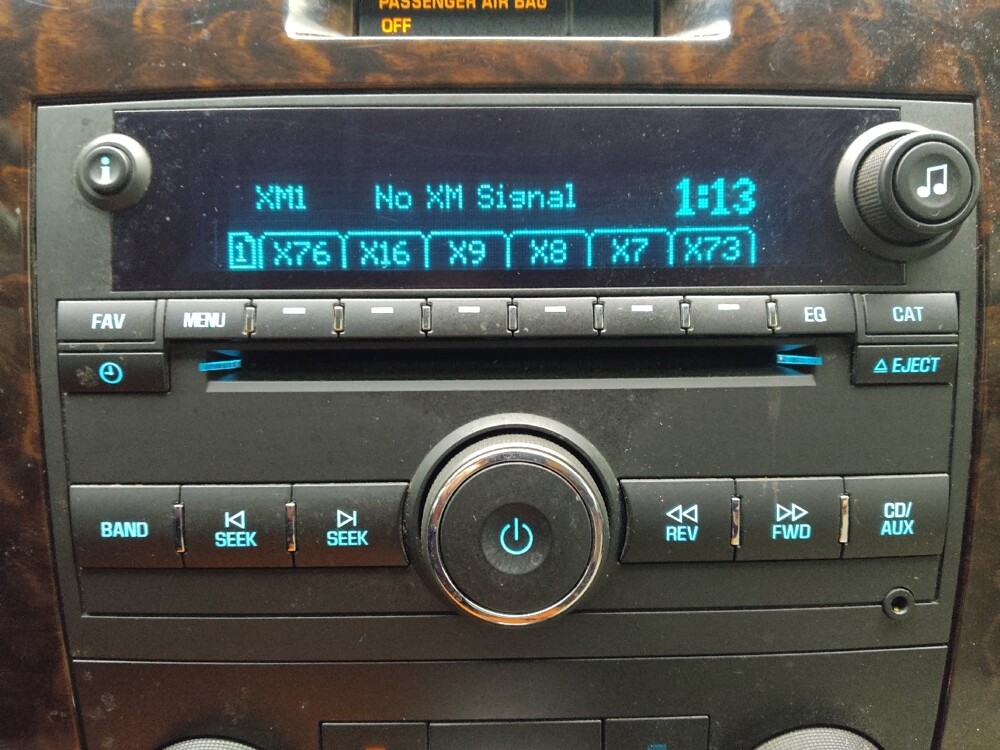 PASSENGER AIR BAG
OFF
i
XM1 No XM Signal 1:13
1 X76 X16 X9 X8 X7 X73
FAV MENU EQ CAT
EJECT
BAND SEEK SEEK REV FWD CD/
AUX